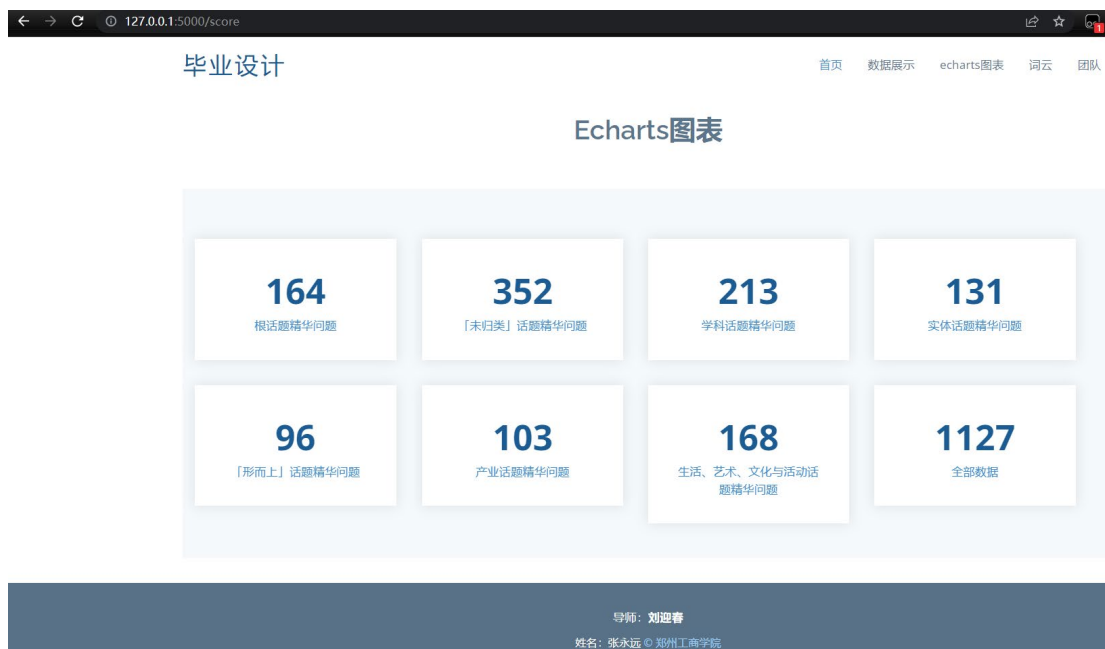 127.0.0.1:5000/score
1
毕业设计
首页 数据展示 echarts图表 词云 团队
Echarts图表
164 352 213 131
根话题精华问题 「未归类」话题精华问题 学科话题精华问题 实体话题精华问题
96 103 168 1127
「形而上」话题精华问题 产业话题精华问题 生活、艺术、文化与活动话 全部数据
题精华问题
导师：刘迎春
姓名：张永远 © 郑州工商学院